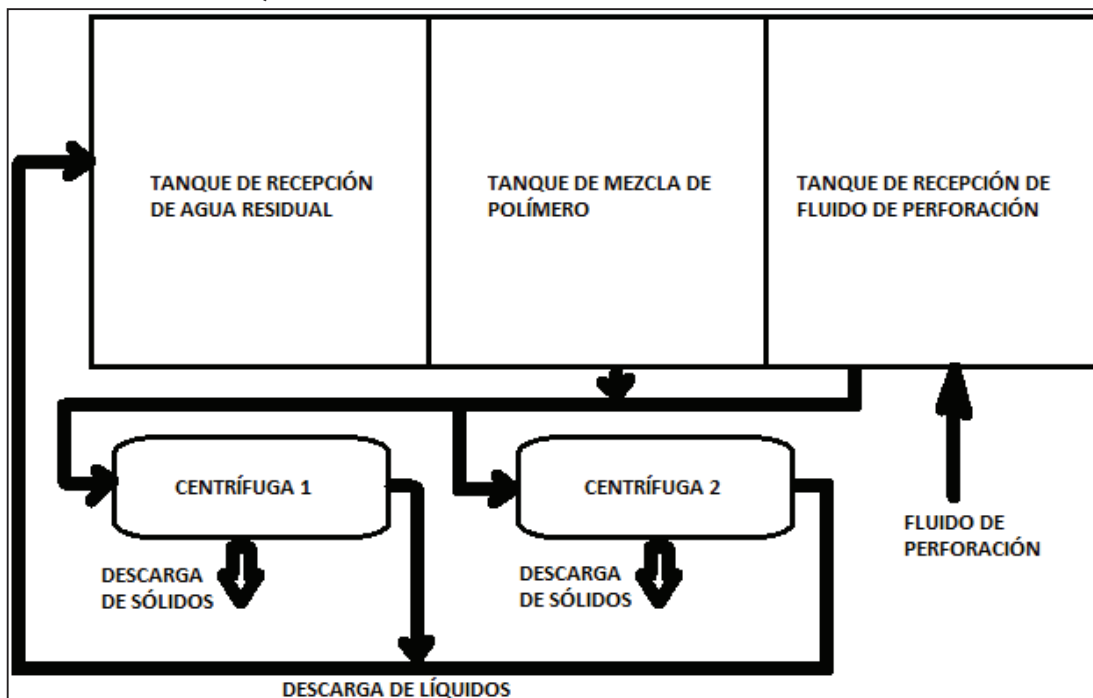 TANQUE DE RECEPCIÓN
DE AGUA RESIDUAL
TANQUE DE MEZCLA DE
POLÍMERO
TANQUE DE RECEPCIÓN DE
FLUIDO DE PERFORACIÓN
CENTRÍFUGA 1
CENTRÍFUGA 2
FLUIDO DE
PERFORACIÓN
DESCARGA
DE SÓLIDOS
DESCARGA
DE SÓLIDOS
DESCARGA DE LÍQUIDOS